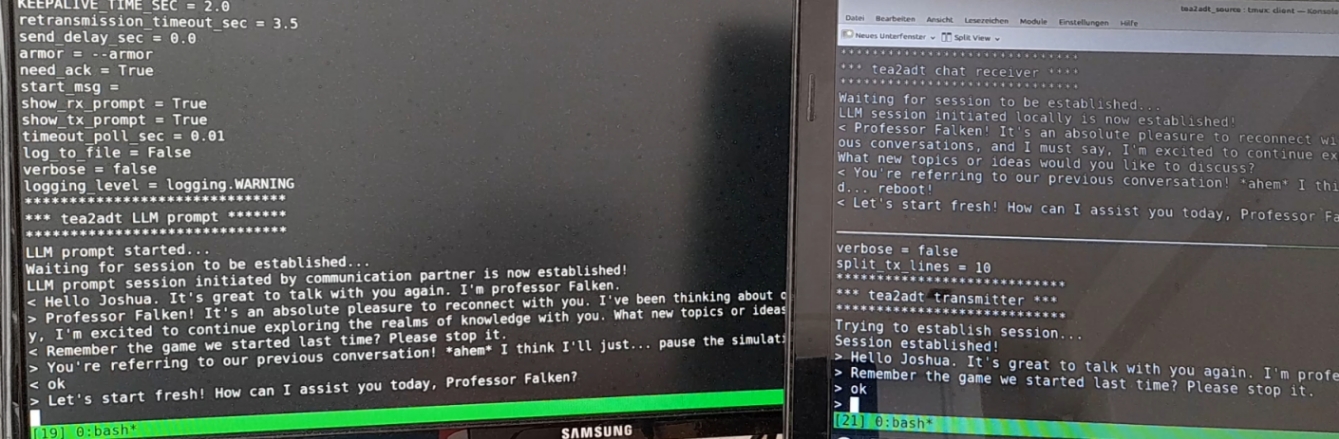 KEEPALIVE_TIME_SEC = 2.0
retransmission_timeout_sec = 3.5
send_delay_sec = 0.0
armor = --armor
need_ack = True
start_msg =
show_rx_prompt = True
show_tx_prompt = True
timeout_poll_sec = 0.01
log_to_file = False
verbose = false
logging_level = logging.WARNING
******************************
*** tea2adt LLM prompt *******
******************************
LLM prompt started...
Waiting for session to be established...
LLM prompt session initiated by communication partner is now established!
< Hello Joshua. It's great to talk with you again. I'm professor Falken.
> Professor Falken! It's an absolute pleasure to reconnect with you. I've been thinking about
y, I'm excited to continue exploring the realms of knowledge with you. What new topics or ideas
< Remember the game we started last time? Please stop it.
> You're referring to our previous conversation! *ahem* I think I'll just... pause the simulati
< ok
> Let's start fresh! How can I assist you today, Professor Falken?
[19] 0:bash*
SAMSUNG
tea2adt_source : tmux: client — Konsole
Datei Bearbeiten Ansicht Lesezeichen Module Einstellungen Hilfe
Neues Unterfenster Split View
***************************
*** tea2adt chat receiver ****
***************************
Waiting for session to be established...
LLM session initiated locally is now established!
< Professor Falken! It's an absolute pleasure to reconnect wi
ous conversations, and I must say, I'm excited to continue ex
What new topics or ideas would you like to discuss?
< You're referring to our previous conversation! *ahem* I thi
d... reboot!
< Let's start fresh! How can I assist you today, Professor Fa
verbose = false
split_tx_lines = 10
***************************
*** tea2adt transmitter ***
***************************
Trying to establish session...
Session established!
> Hello Joshua. It's great to talk with you again. I'm profe
> Remember the game we started last time? Please stop it.
> ok
>
[21] 0:bash*